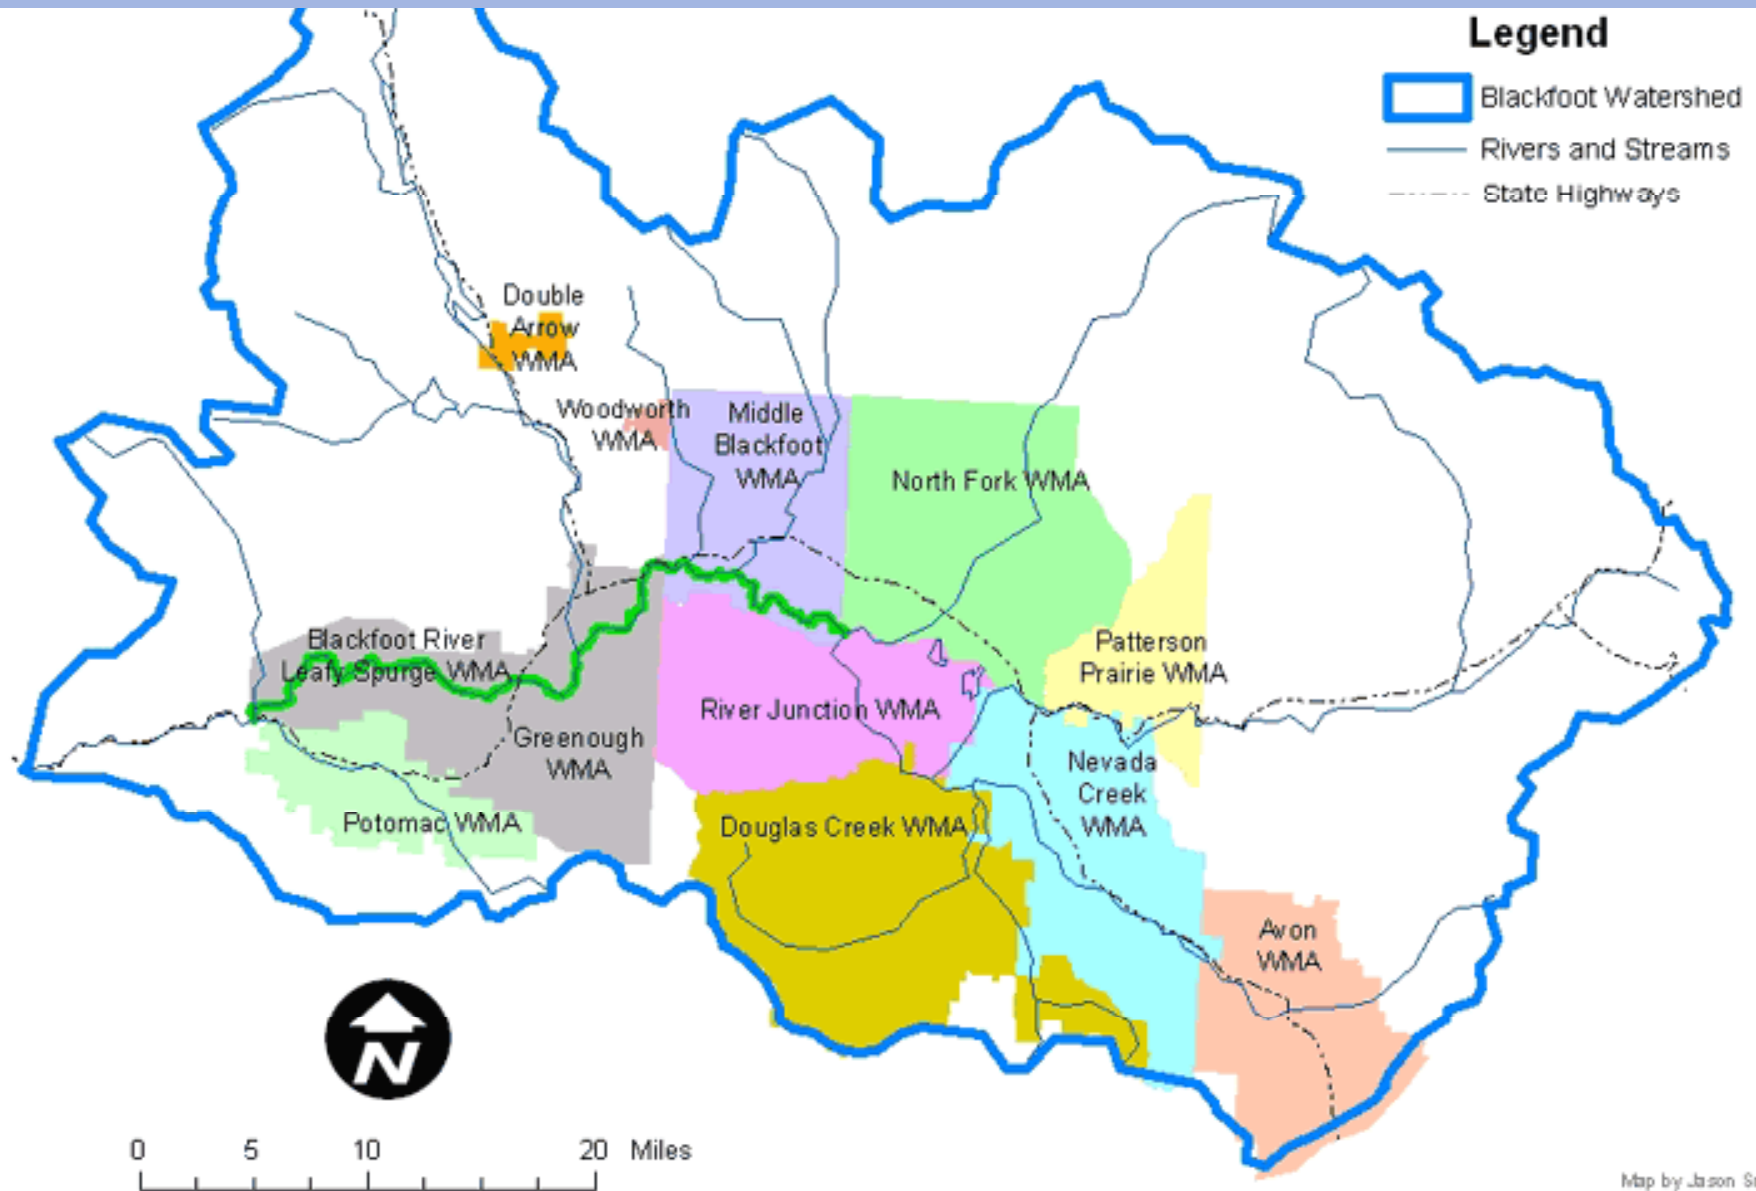 Legend
Blackfoot Watershed
Rivers and Streams
State Highways
Double
Arrow
WMA
Woodworth
WMA
Middle
Blackfoot
WMA
North Fork WMA
Blackfoot River
Leafy Spurge WMA
Patterson
Prairie WMA
River Junction WMA
Greenough
WMA
Nevada
Creek
WMA
Potomac WMA
Douglas Creek WMA
Avon
WMA
N
0 5 10 20 Miles
Map by Jason